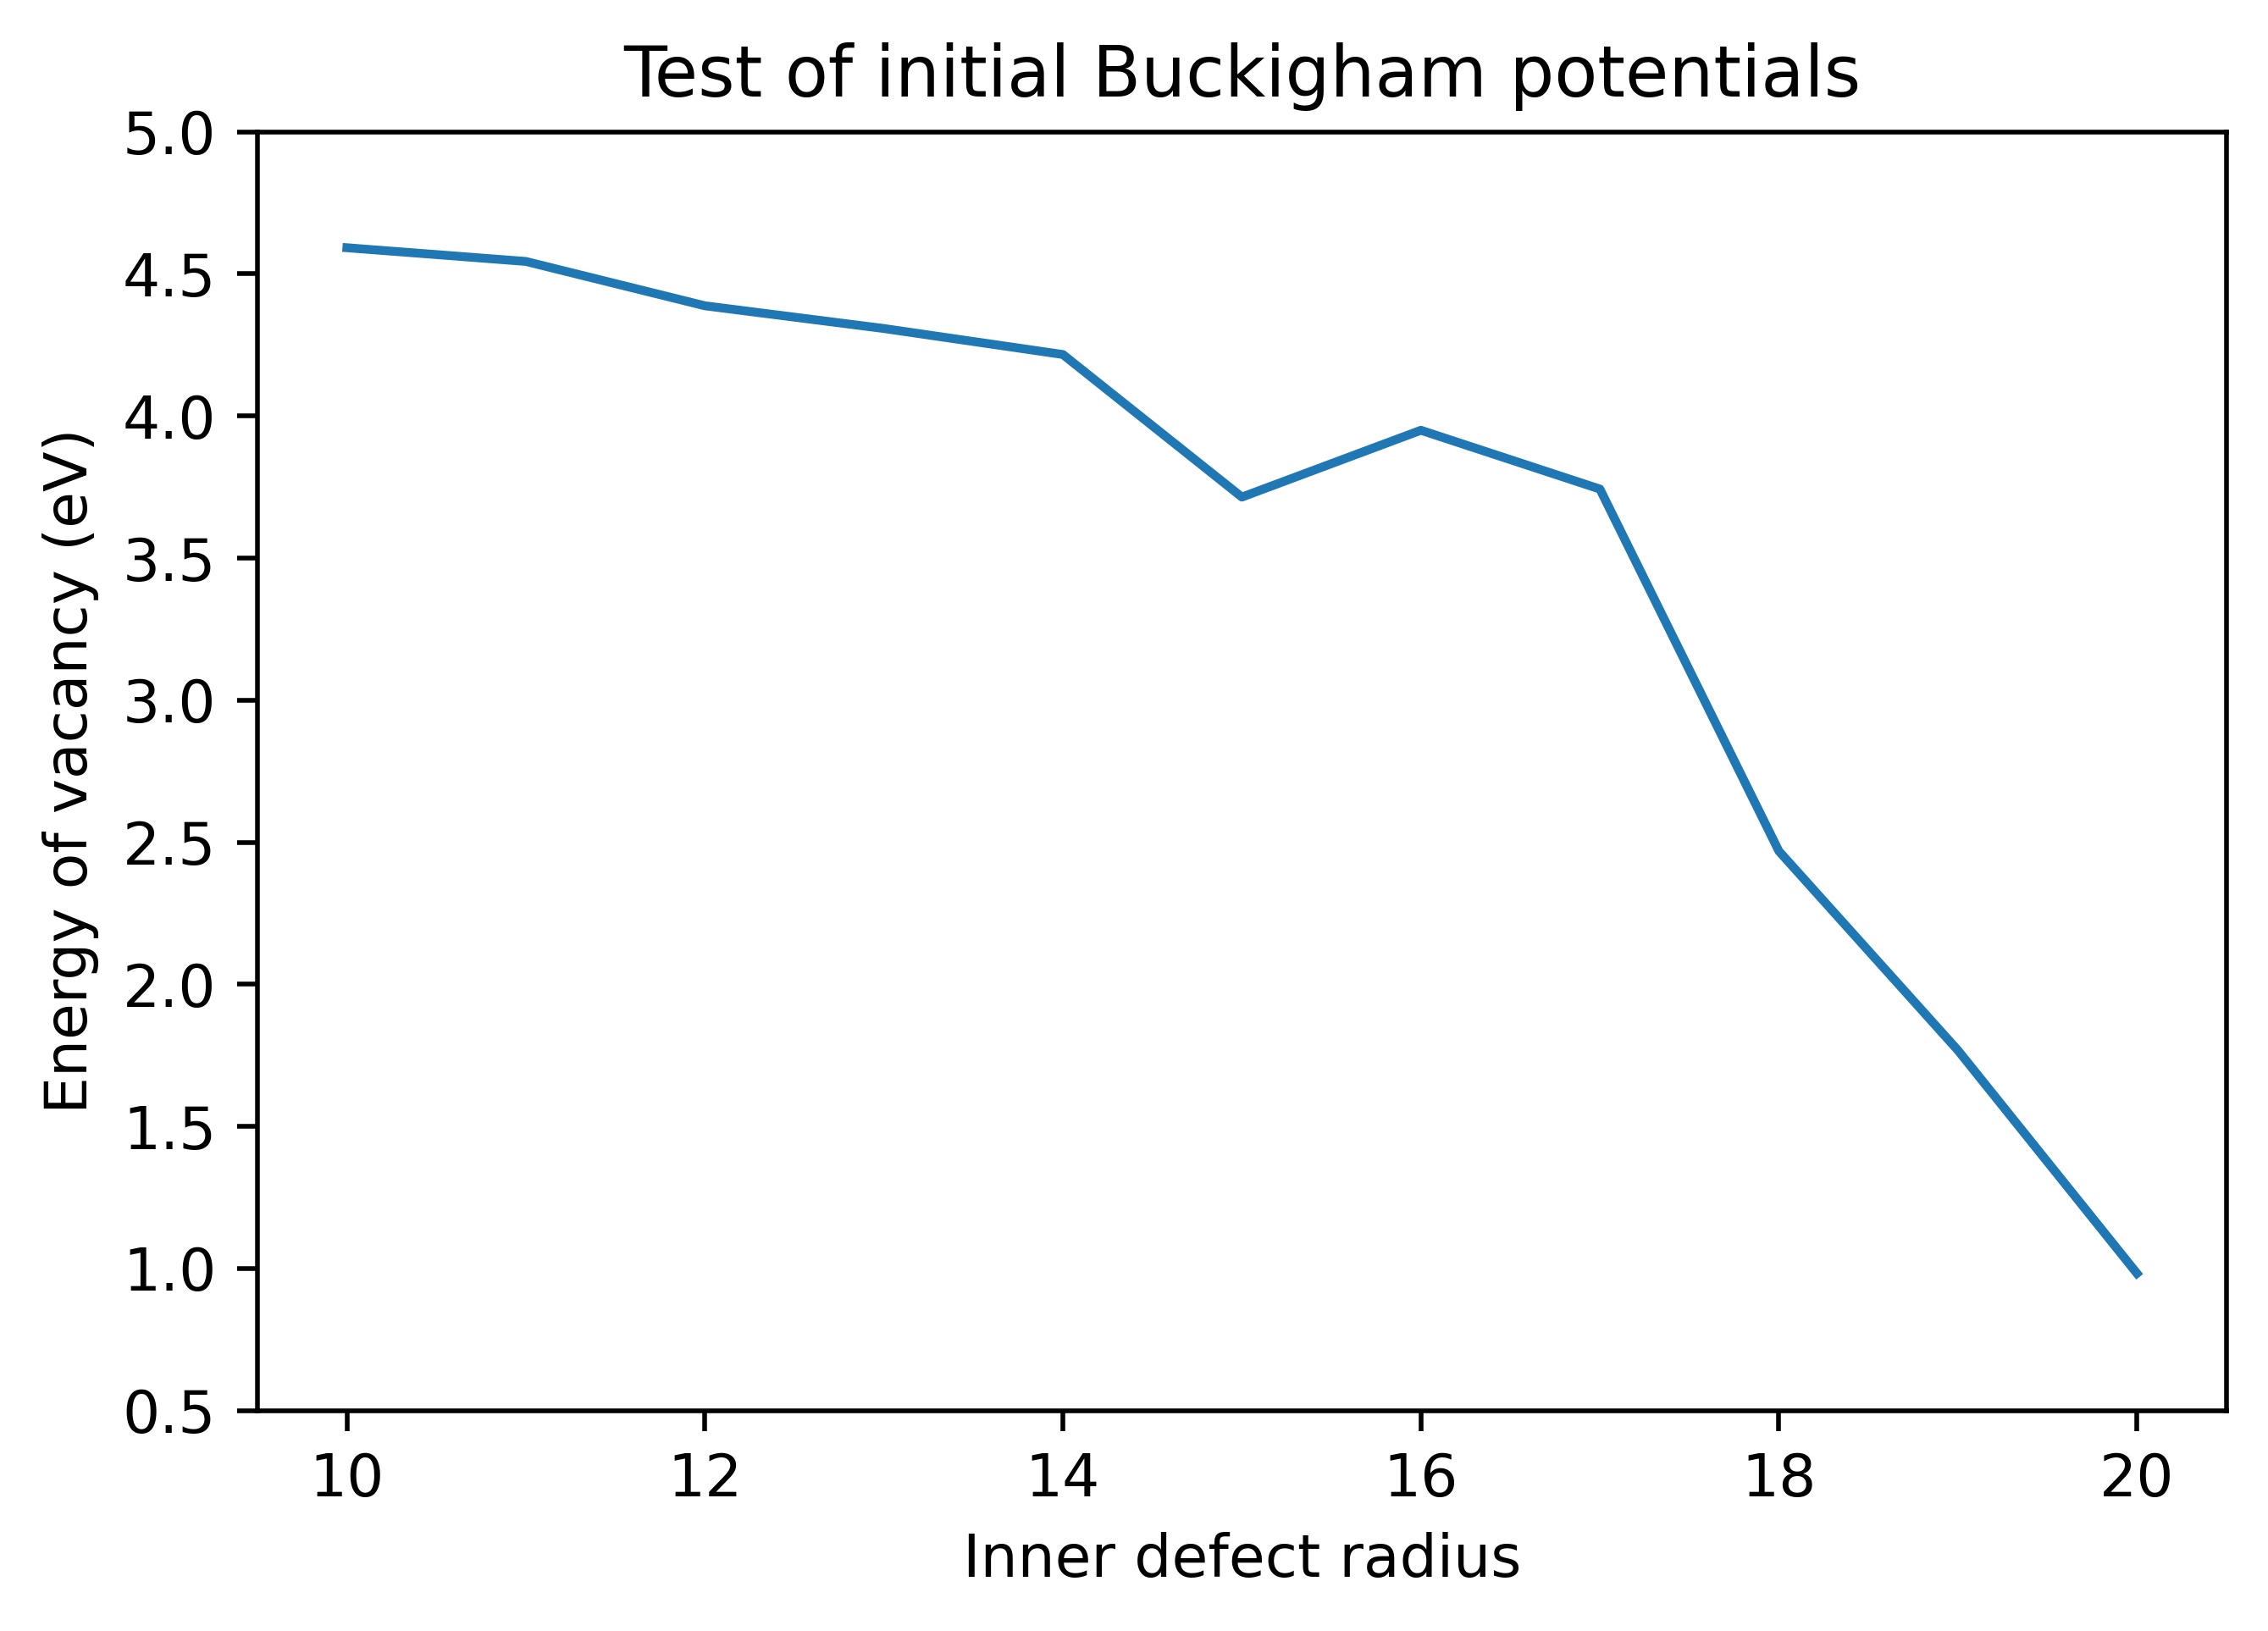 Test of initial Buckigham potentials
5.0
4.5
4.0
3.5
3.0
2.5
2.0
1.5
1.0
0.5
Energy of vacancy (eV)
10 12 14 16 18 20
Inner defect radius